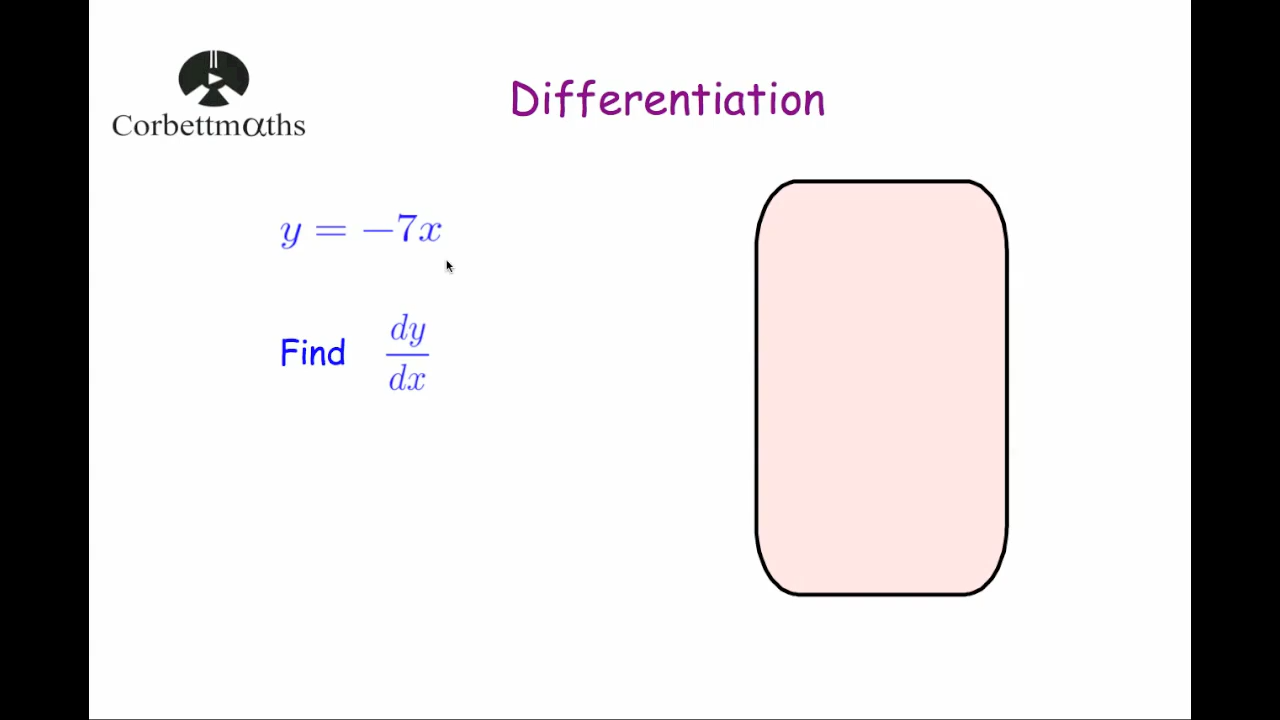 Corbettmαths
Differentiation
y = −7x
Find dy/dx